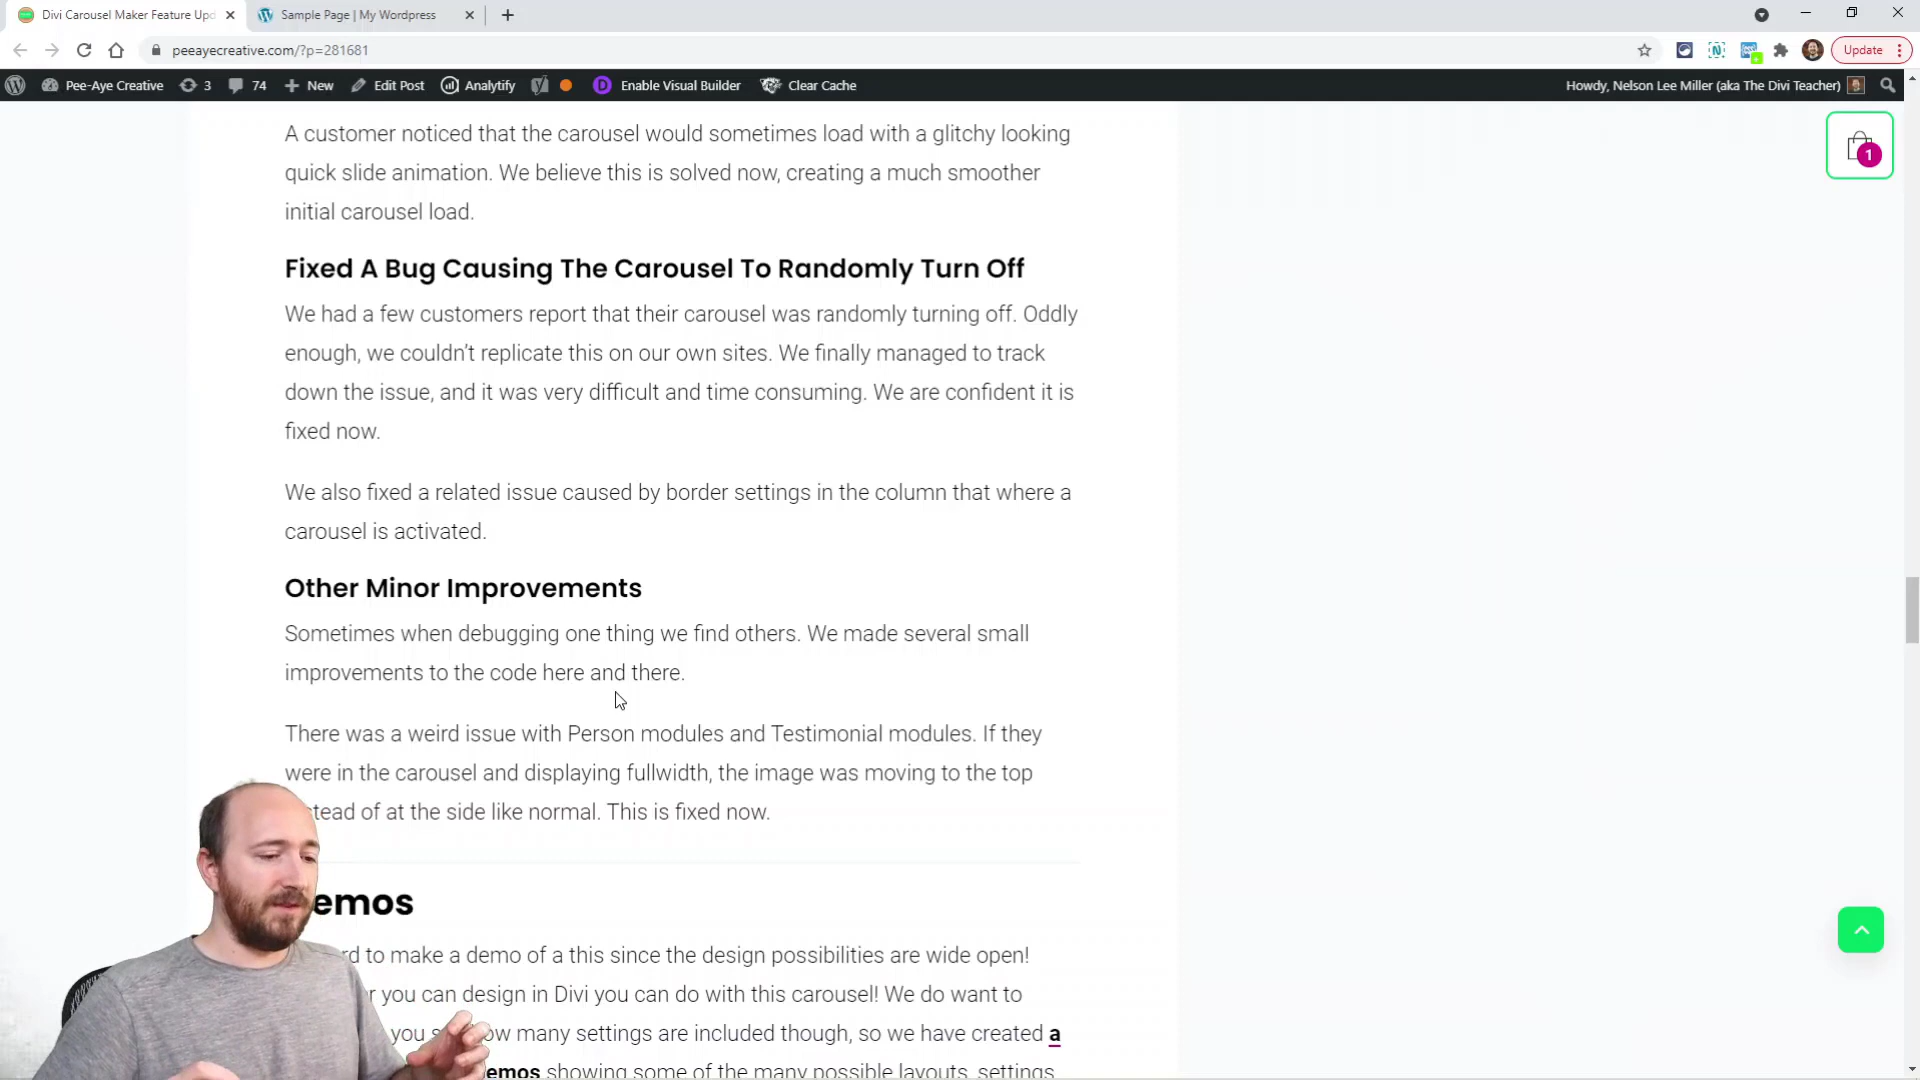 Divi Carousel Maker Feature Upd
Sample Page | My Wordpress
peeayecreative.com/?p=281681
Update
Pee-Aye Creative 3 74 New Edit Post Analytify Enable Visual Builder Clear Cache Howdy, Nelson Lee Miller (aka The Divi Teacher)
1
A customer noticed that the carousel would sometimes load with a glitchy looking
quick slide animation. We believe this is solved now, creating a much smoother
initial carousel load.
Fixed A Bug Causing The Carousel To Randomly Turn Off
We had a few customers report that their carousel was randomly turning off. Oddly
enough, we couldn't replicate this on our own sites. We finally managed to track
down the issue, and it was very difficult and time consuming. We are confident it is
fixed now.
We also fixed a related issue caused by border settings in the column that where a
carousel is activated.
Other Minor Improvements
Sometimes when debugging one thing we find others. We made several small
improvements to the code here and there.
There was a weird issue with Person modules and Testimonial modules. If they
were in the carousel and displaying fullwidth, the image was moving to the top
tead of at the side like normal. This is fixed now.
emos
rd to make a demo of a this since the design possibilities are wide open!
r you can design in Divi you can do with this carousel! We do want to
you s ow many settings are included though, so we have created a
emos showing some of the many possible layouts, settings